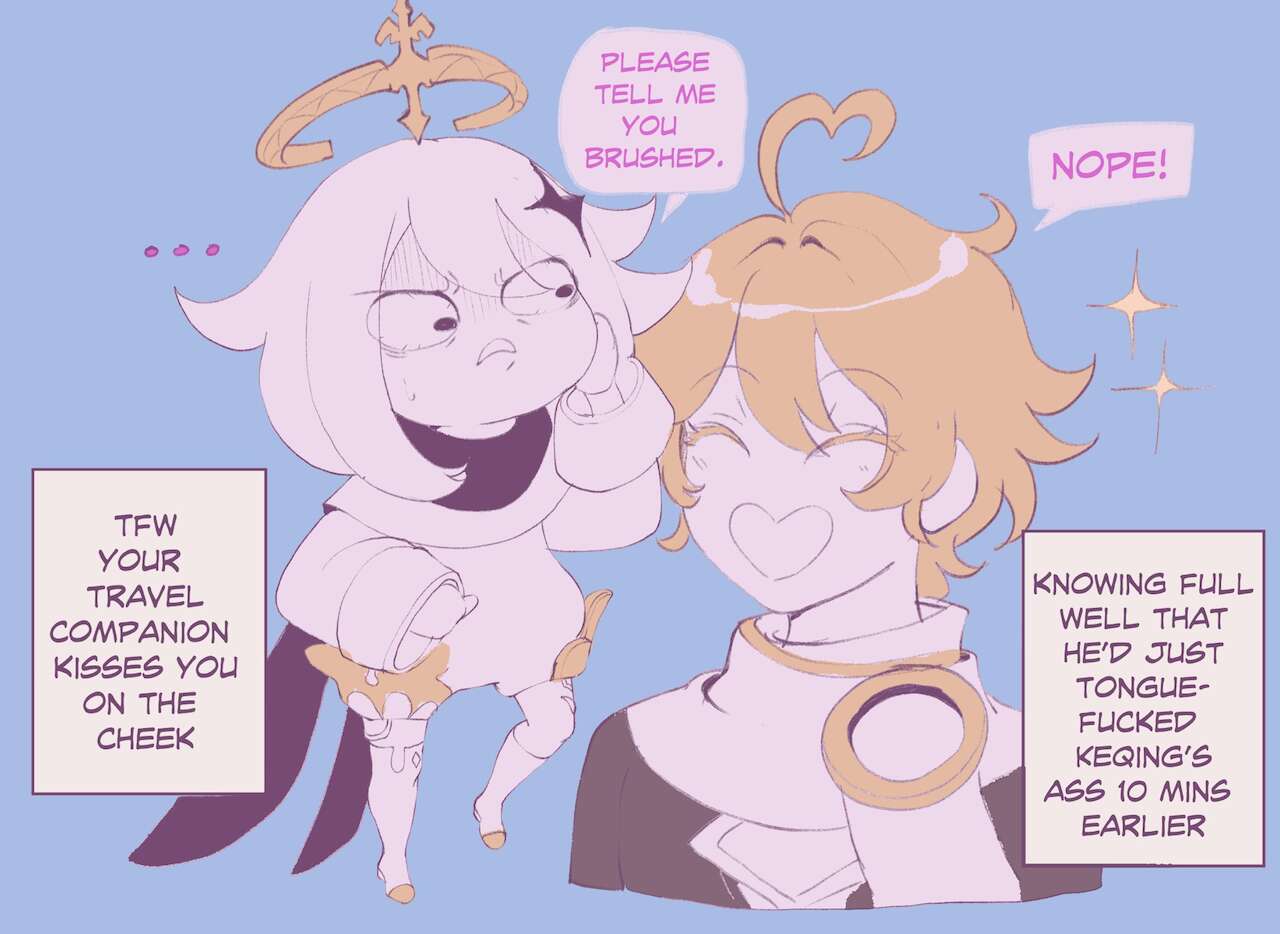 PLEASE
TELL ME
YOU
BRUSHED.
NOPE!
...
TFW
YOUR
TRAVEL
COMPANION
KISSES YOU
ON THE
CHEEK
KNOWING FULL
WELL THAT
HE'D JUST
TONGUE-
FUCKED
KEQING'S
ASS 10 MINS
EARLIER